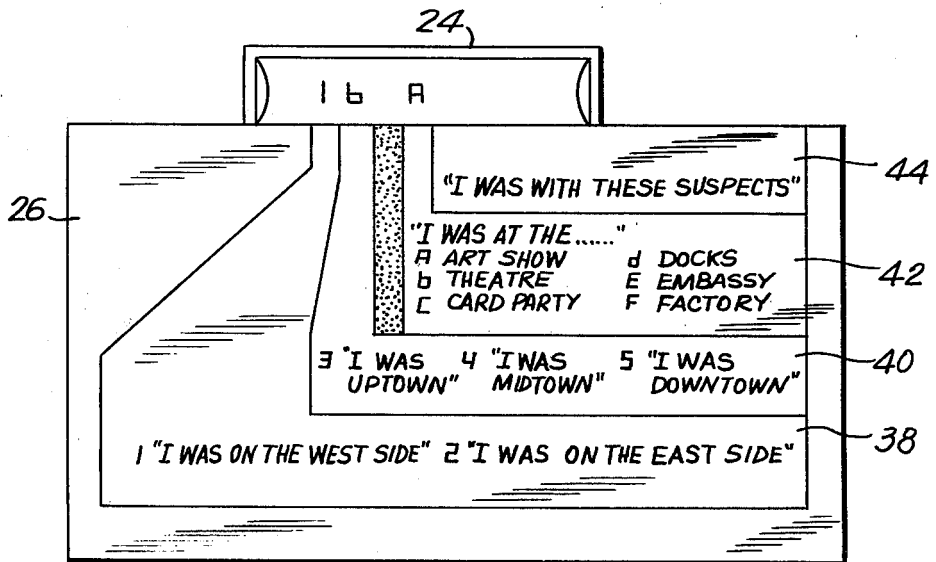 24
1 b A
44
"I WAS WITH THESE SUSPECTS"
26
"I WAS AT THE......"
A ART SHOW d DOCKS
b THEATRE E EMBASSY
C CARD PARTY F FACTORY
42
3 "I WAS 4 "I WAS 5 "I WAS
UPTOWN" MIDTOWN" DOWNTOWN"
40
1 "I WAS ON THE WEST SIDE" 2 "I WAS ON THE EAST SIDE"
38